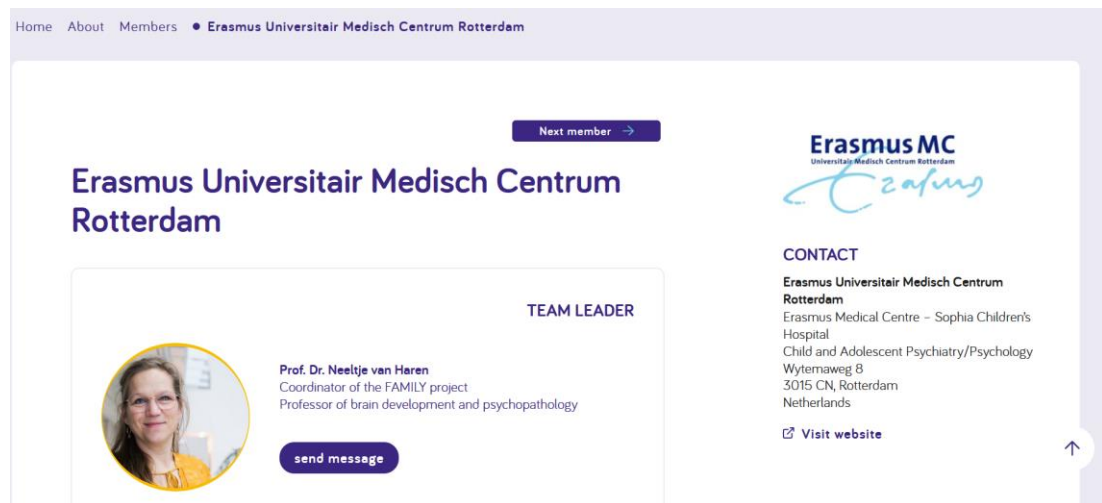 Home About Members • Erasmus Universitair Medisch Centrum Rotterdam
Next member →
Erasmus Universitair Medisch Centrum
Rotterdam
TEAM LEADER
Prof. Dr. Neeltje van Haren
Coordinator of the FAMILY project
Professor of brain development and psychopathology
send message
Erasmus MC
Universitair Medisch Centrum Rotterdam
Erasmus
CONTACT
Erasmus Universitair Medisch Centrum
Rotterdam
Erasmus Medical Centre – Sophia Children's
Hospital
Child and Adolescent Psychiatry/Psychology
Wytemaweg 8
3015 CN, Rotterdam
Netherlands
Visit website